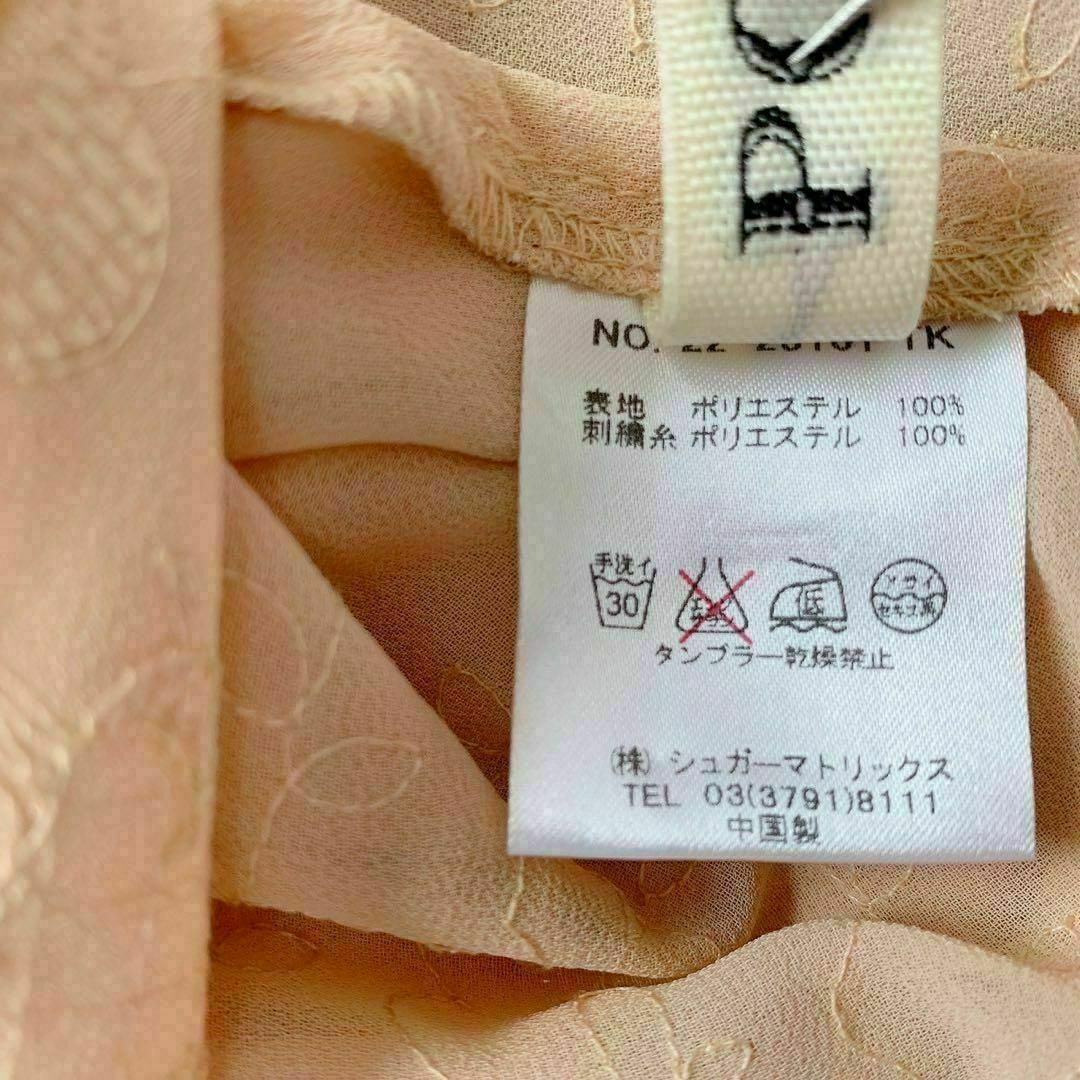 P
NO. 22
表地 ポリエステル 100%
刺繍糸 ポリエステル 100%
手洗イ
30
低
ドライ
セキユ系
タンブラー乾燥禁止
(株) シュガーマトリックス
TEL 03(3791)8111
中国製